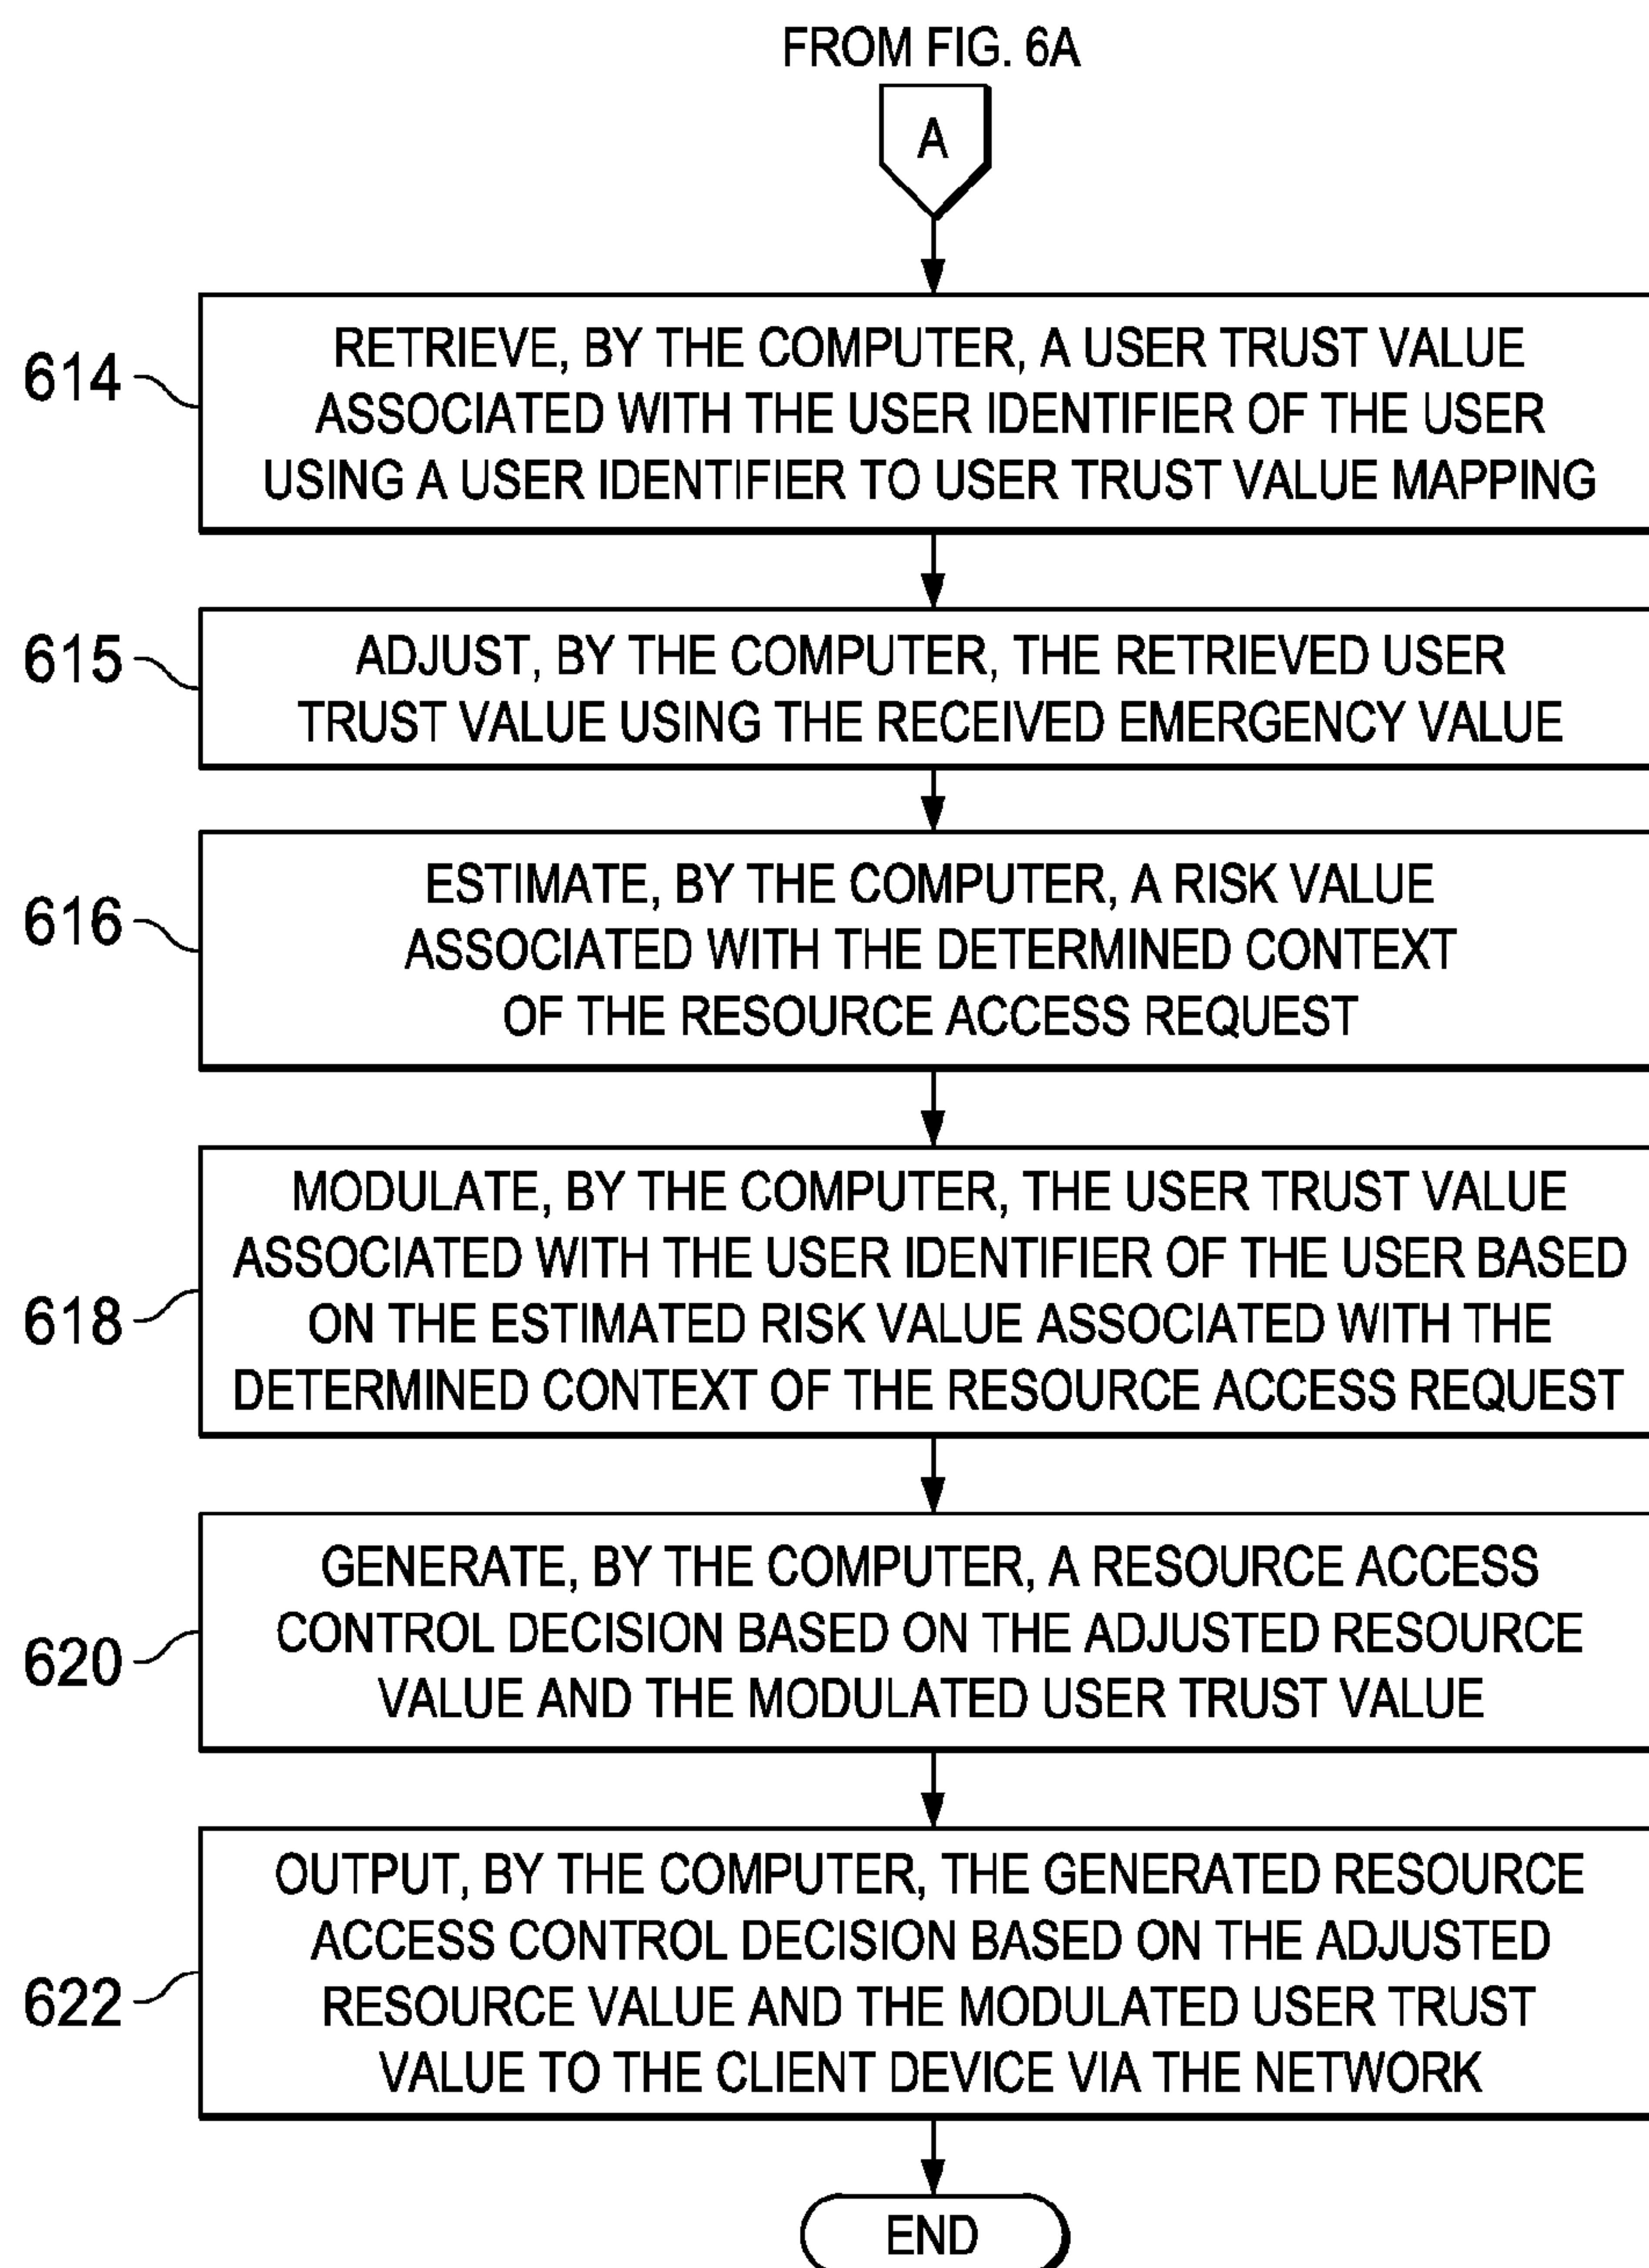 FROM FIG. 6A
A
614
RETRIEVE, BY THE COMPUTER, A USER TRUST VALUE
ASSOCIATED WITH THE USER IDENTIFIER OF THE USER
USING A USER IDENTIFIER TO USER TRUST VALUE MAPPING
615
ADJUST, BY THE COMPUTER, THE RETRIEVED USER
TRUST VALUE USING THE RECEIVED EMERGENCY VALUE
616
ESTIMATE, BY THE COMPUTER, A RISK VALUE
ASSOCIATED WITH THE DETERMINED CONTEXT
OF THE RESOURCE ACCESS REQUEST
618
MODULATE, BY THE COMPUTER, THE USER TRUST VALUE
ASSOCIATED WITH THE USER IDENTIFIER OF THE USER BASED
ON THE ESTIMATED RISK VALUE ASSOCIATED WITH THE
DETERMINED CONTEXT OF THE RESOURCE ACCESS REQUEST
620
GENERATE, BY THE COMPUTER, A RESOURCE ACCESS
CONTROL DECISION BASED ON THE ADJUSTED RESOURCE
VALUE AND THE MODULATED USER TRUST VALUE
622
OUTPUT, BY THE COMPUTER, THE GENERATED RESOURCE
ACCESS CONTROL DECISION BASED ON THE ADJUSTED
RESOURCE VALUE AND THE MODULATED USER TRUST
VALUE TO THE CLIENT DEVICE VIA THE NETWORK
END